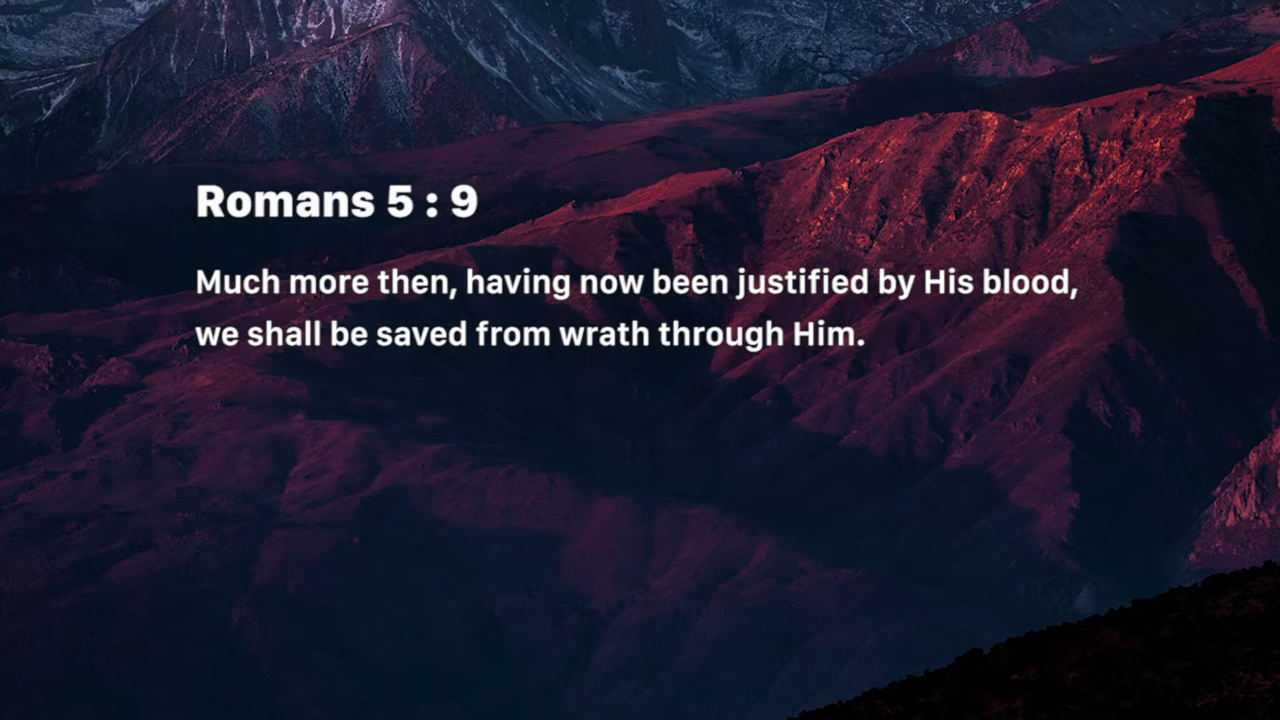 Romans 5 : 9
Much more then, having now been justified by His blood,
we shall be saved from wrath through Him.